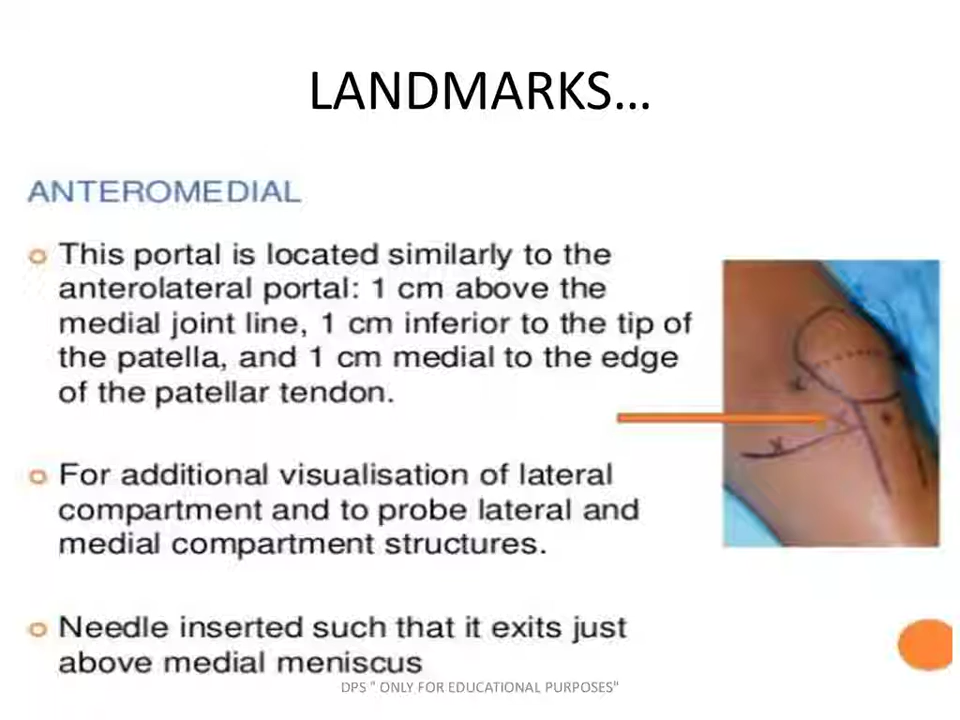 LANDMARKS...
ANTEROMEDIAL
This portal is located similarly to the
anterolateral portal: 1 cm above the
medial joint line, 1 cm inferior to the tip of
the patella, and 1 cm medial to the edge
of the patellar tendon.
For additional visualisation of lateral
compartment and to probe lateral and
medial compartment structures.
Needle inserted such that it exits just
above medial meniscus
DPS " ONLY FOR EDUCATIONAL PURPOSES"